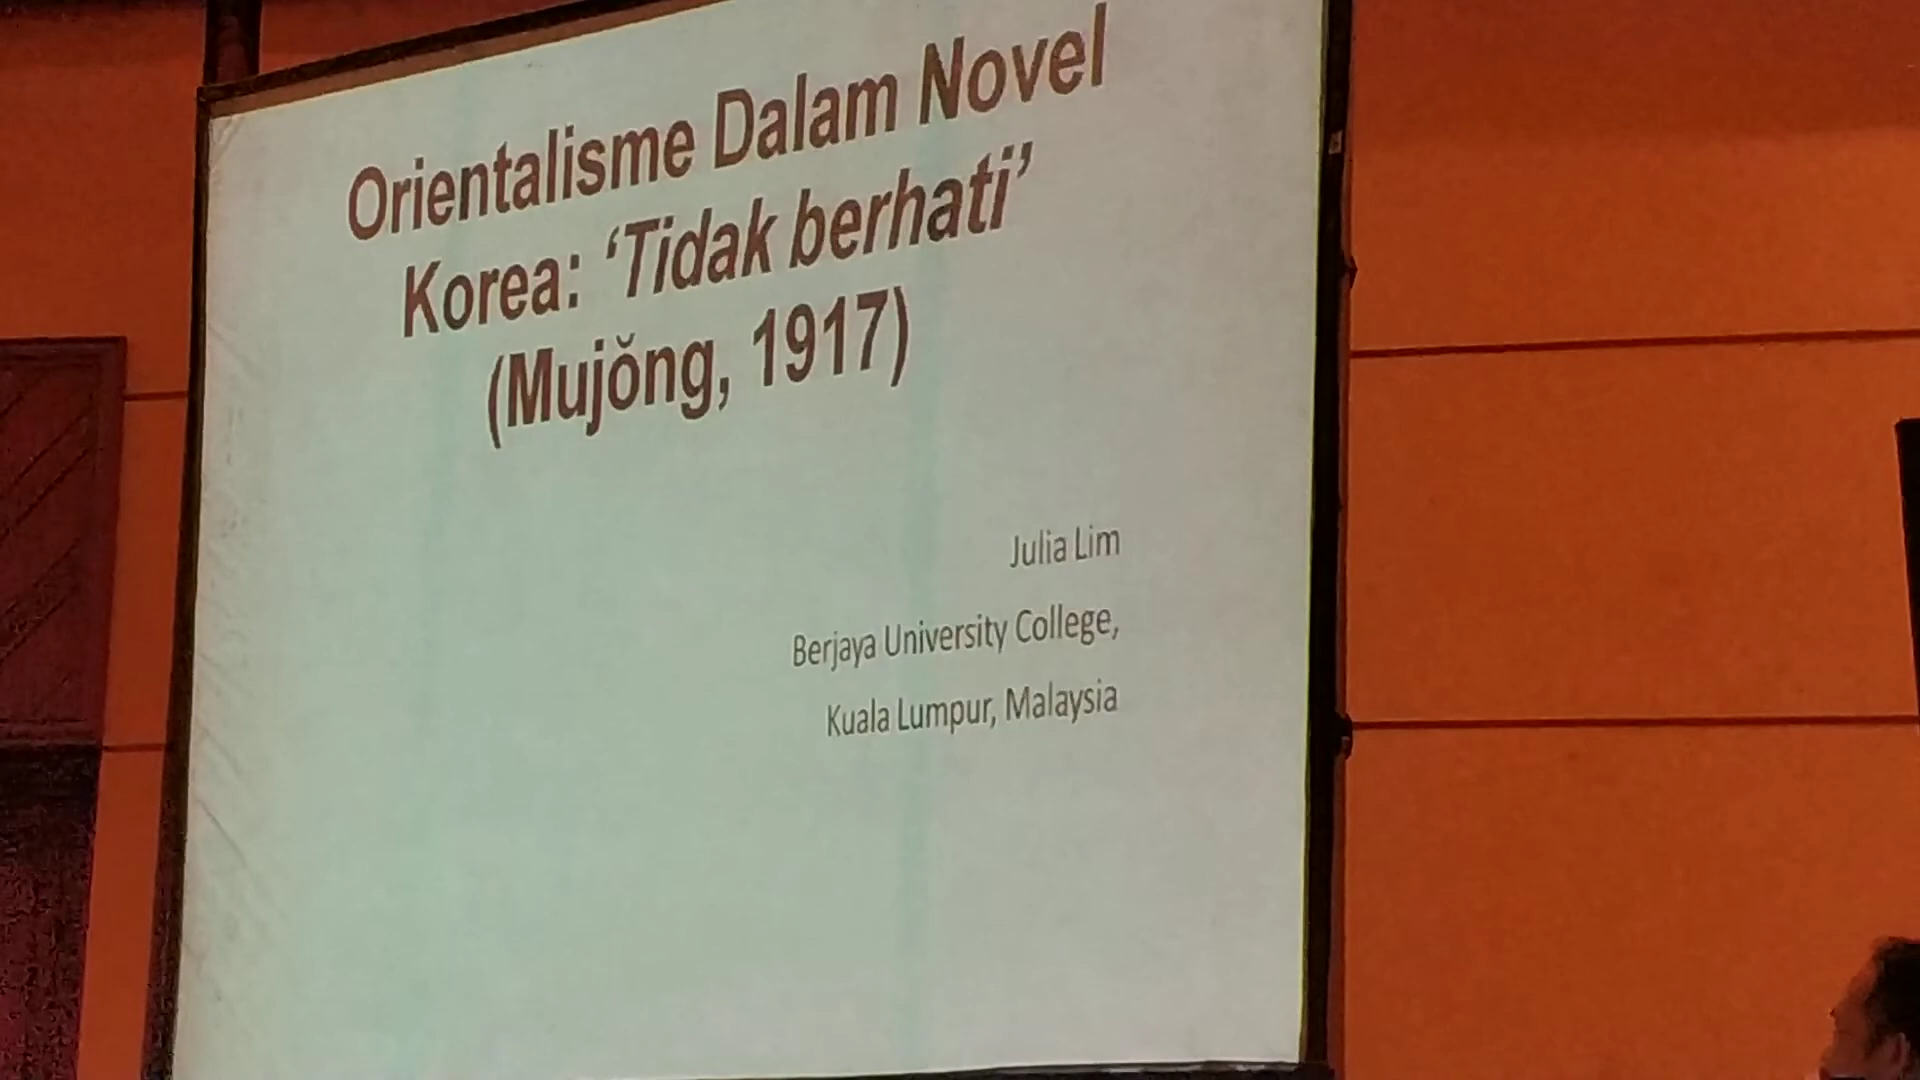 Orientalisme Dalam Novel
Korea: ‘Tidak berhati’
(Mujŏng, 1917)
Julia Lim
Berjaya University College,
Kuala Lumpur, Malaysia